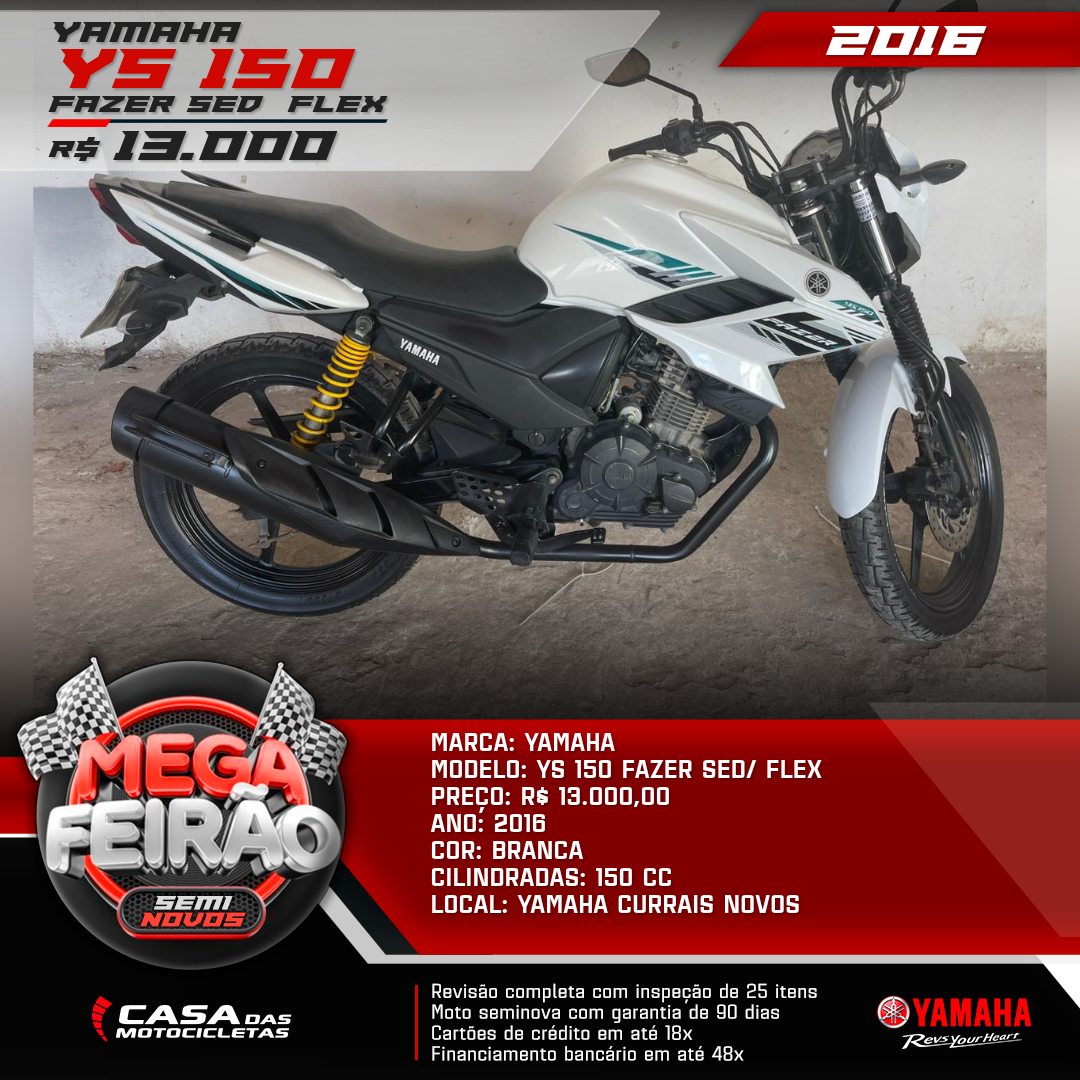 YAMAHA
YS 150
FAZER SED FLEX
R$ 13.000
2016
YAMAHA
YS 150
FAZER
MEGA
FEIRÃO
SEMI
NOVOS
MARCA: YAMAHA
MODELO: YS 150 FAZER SED/ FLEX
PREÇO: R$ 13.000,00
ANO: 2016
COR: BRANCA
CILINDRADAS: 150 CC
LOCAL: YAMAHA CURRAIS NOVOS
CASA DAS
MOTOCICLETAS
Revisão completa com inspeção de 25 itens
Moto seminova com garantia de 90 dias
Cartões de crédito em até 18x
Financiamento bancário em até 48x
YAMAHA
Revs Your Heart